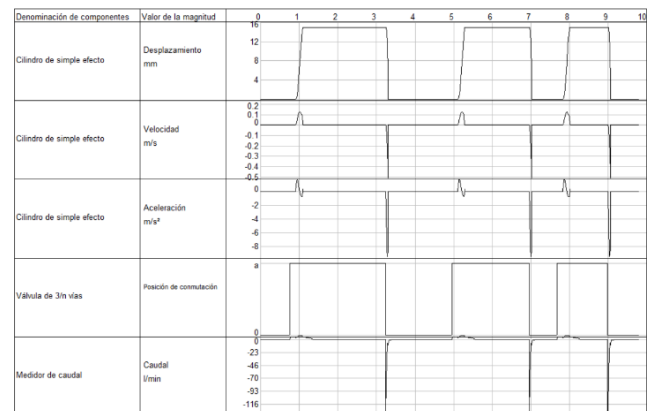 Denominación de componentes Valor de la magnitud 0 1 2 3 4 5 6 7 8 9 10
16
12
Desplazamiento
Cilindro de simple efecto
mm
8
4
0.2
0.1
0
Velocidad
Cilindro de simple efecto
m/s
-0.1
-0.2
-0.3
-0.4
-0.5
0
Aceleración
Cilindro de simple efecto
m/s²
-2
-4
-6
-8
a
Posición de conmutación
Válvula de 3/n vías
0
0
-23
Caudal
Medidor de caudal
l/min
-46
-70
-93
-116